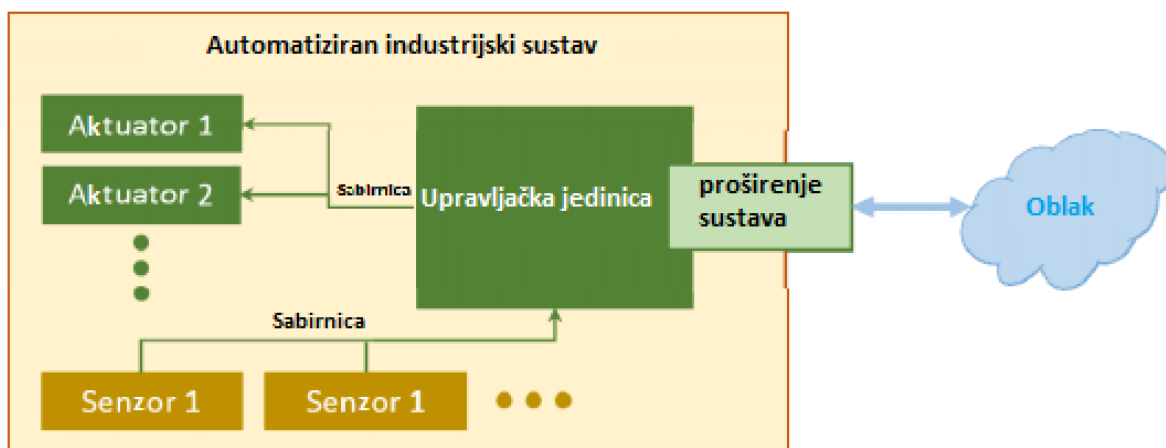 Automatiziran industrijski sustav
Aktuator 1
Aktuator 2
Sabirnica
Upravljačka jedinica
proširenje
sustava
Oblak
Sabirnica
Senzor 1
Senzor 1